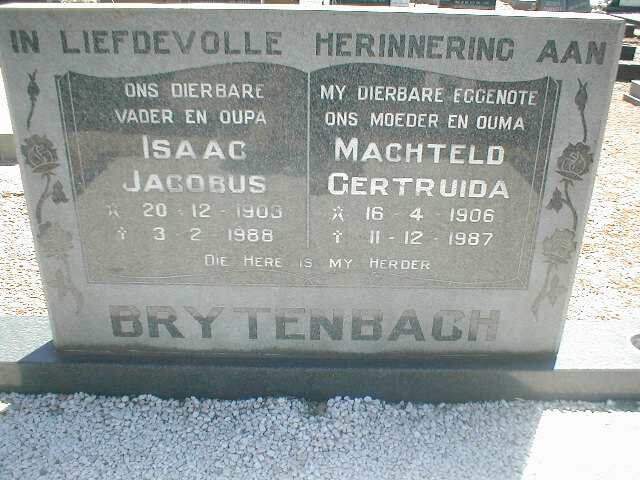 IN LIEFDEVOLLE HERINNERING AAN
ONS DIERBARE
VADER EN OUPA
ISAAC
JACOBUS
20-12-1903
† 3-2 1988
MY DIERBARE EGGENOTE
ONS MOEDER EN OUMA
MACHTELD
GERTRUIDA
16-4-1906
† 11-12-1987
DIE HERE IS MY HERDER
BRYTENBACH